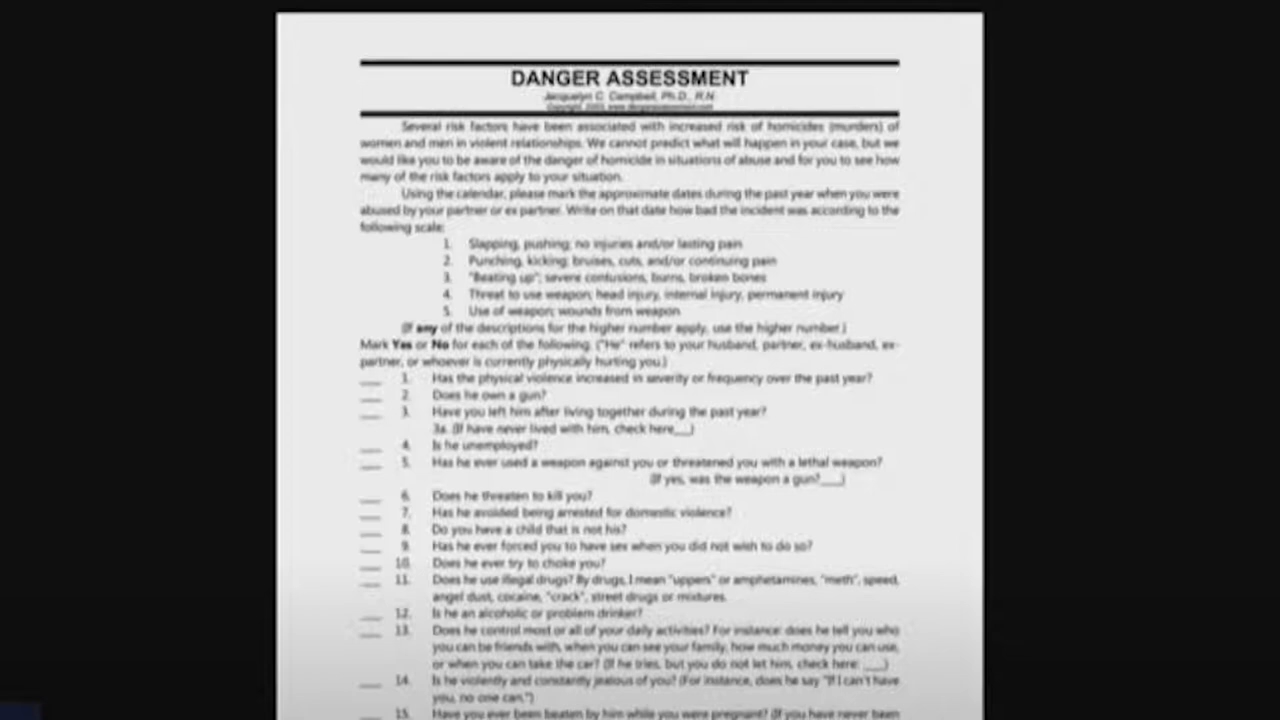 DANGER ASSESSMENT
Jacquelyn C. Campbell, Ph.D., R.N.
Copyright, 2003; www.dangerassessment.com
Several risk factors have been associated with increased risk of homicides (murders) of
women and men in violent relationships. We cannot predict what will happen in your case, but we
would like you to be aware of the danger of homicide in situations of abuse and for you to see how
many of the risk factors apply to your situation.
Using the calendar, please mark the approximate dates during the past year when you were
abused by your partner or ex partner. Write on that date how bad the incident was according to the
following scale:
1. Slapping, pushing; no injuries and/or lasting pain
2. Punching, kicking; bruises, cuts, and/or continuing pain
3. "Beating up"; severe contusions, burns, broken bones
4. Threat to use weapon; head injury, internal injury, permanent injury
5. Use of weapon; wounds from weapon
(If any of the descriptions for the higher number apply, use the higher number.)
Mark Yes or No for each of the following. ("He" refers to your husband, partner, ex-husband, ex-
partner, or whoever is currently physically hurting you.)
___ 1. Has the physical violence increased in severity or frequency over the past year?
___ 2. Does he own a gun?
___ 3. Have you left him after living together during the past year?
3a. (If have never lived with him, check here___)
___ 4. Is he unemployed?
___ 5. Has he ever used a weapon against you or threatened you with a lethal weapon?
(If yes, was the weapon a gun?___)
___ 6. Does he threaten to kill you?
___ 7. Has he avoided being arrested for domestic violence?
___ 8. Do you have a child that is not his?
___ 9. Has he ever forced you to have sex when you did not wish to do so?
___ 10. Does he ever try to choke you?
___ 11. Does he use illegal drugs? By drugs, I mean "uppers" or amphetamines, "meth", speed,
angel dust, cocaine, "crack", street drugs or mixtures.
___ 12. Is he an alcoholic or problem drinker?
___ 13. Does he control most or all of your daily activities? For instance: does he tell you who
you can be friends with, when you can see your family, how much money you can use,
or when you can take the car? (If he tries, but you do not let him, check here: ___)
___ 14. Is he violently and constantly jealous of you? (For instance, does he say "If I can't have
you, no one can.")
___ 15. Have you ever been beaten by him while you were pregnant? (If you have never been